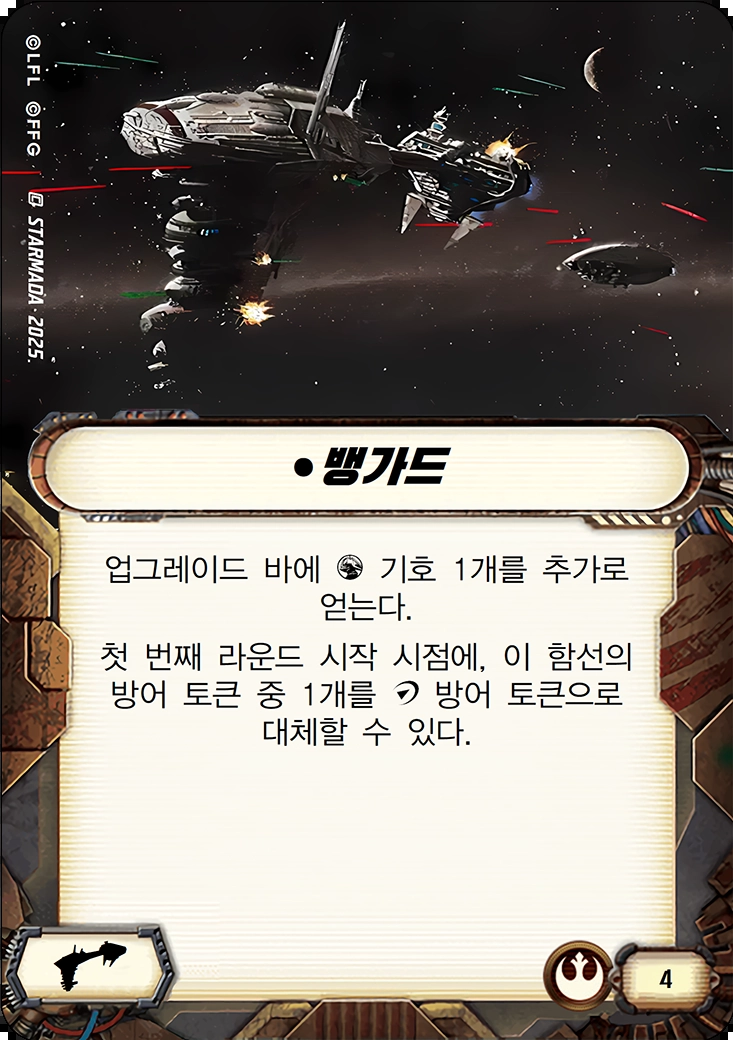 ©LFL ©FFG STARMADA · 2025.
• 뱅가드
업그레이드 바에 기호 1개를 추가로
얻는다.
첫 번째 라운드 시작 시점에, 이 함선의
방어 토큰 중 1개를 방어 토큰으로
대체할 수 있다.
4